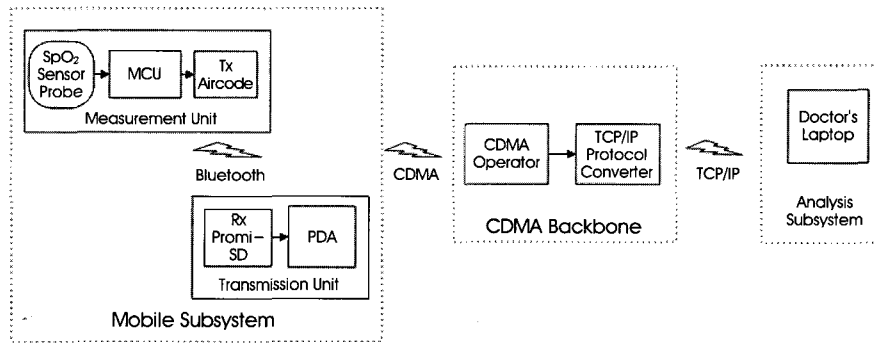 SpO2
Sensor
Probe
MCU
Tx
Aircode
Measurement Unit
Bluetooth
Rx
Promi-
SD
PDA
Transmission Unit
Mobile Subsystem
CDMA
CDMA
Operator
TCP/IP
Protocol
Converter
CDMA Backbone
TCP/IP
Doctor's
Laptop
Analysis
Subsystem